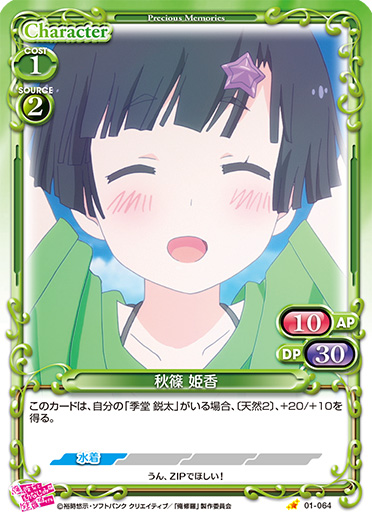 Precious Memories
Character
COST
1
SOURCE
2
10 AP
DP 30
秋篠 姫香
このカードは、自分の「季堂 鋭太」がいる場合、〔天然2〕、+20/+10を
得る。
水着
うん、ZIPでほしい!
©裕時悠示・ソフトバンク クリエイティブ/「俺修羅」製作委員会
01-064